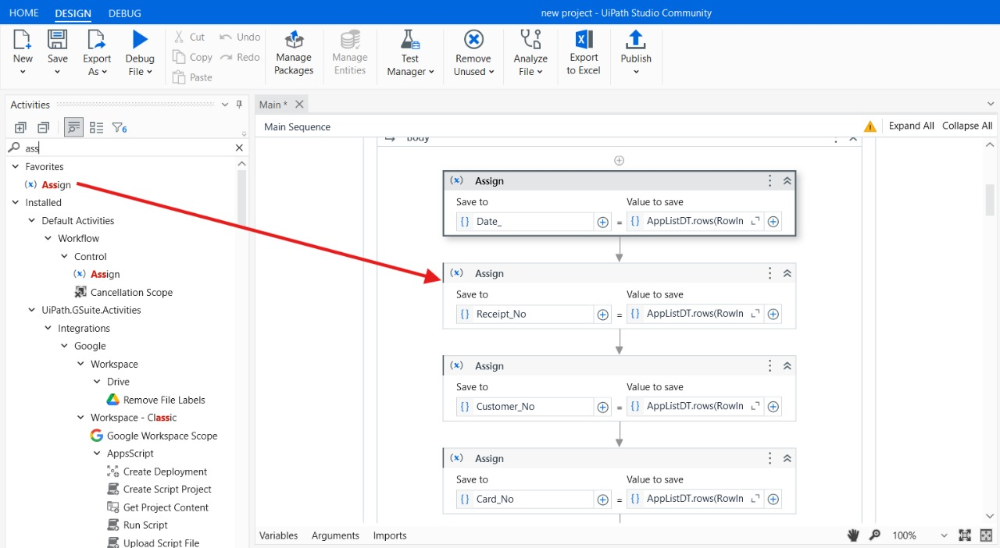 HOME DESIGN DEBUG new project - UiPath Studio Community
New Save Export As Debug File Cut Copy Paste Undo Redo Manage Packages Manage Entities Test Manager Remove Unused Analyze File Export to Excel Publish
Activities
6
ass
Favorites
Assign
Installed
Default Activities
Workflow
Control
Assign
Cancellation Scope
UiPath.GSuite.Activities
Integrations
Google
Workspace
Drive
Remove File Labels
Workspace - Classic
Google Workspace Scope
AppsScript
Create Deployment
Create Script Project
Get Project Content
Run Script
Upload Script File
Main *
Main Sequence Expand All Collapse All
Body
Assign
Save to Value to save
Date_ = AppListDT.rows(RowIn
Assign
Save to Value to save
Receipt_No = AppListDT.rows(RowIn
Assign
Save to Value to save
Customer_No = AppListDT.rows(RowIn
Assign
Save to Value to save
Card_No = AppListDT.rows(RowIn
Variables Arguments Imports 100%